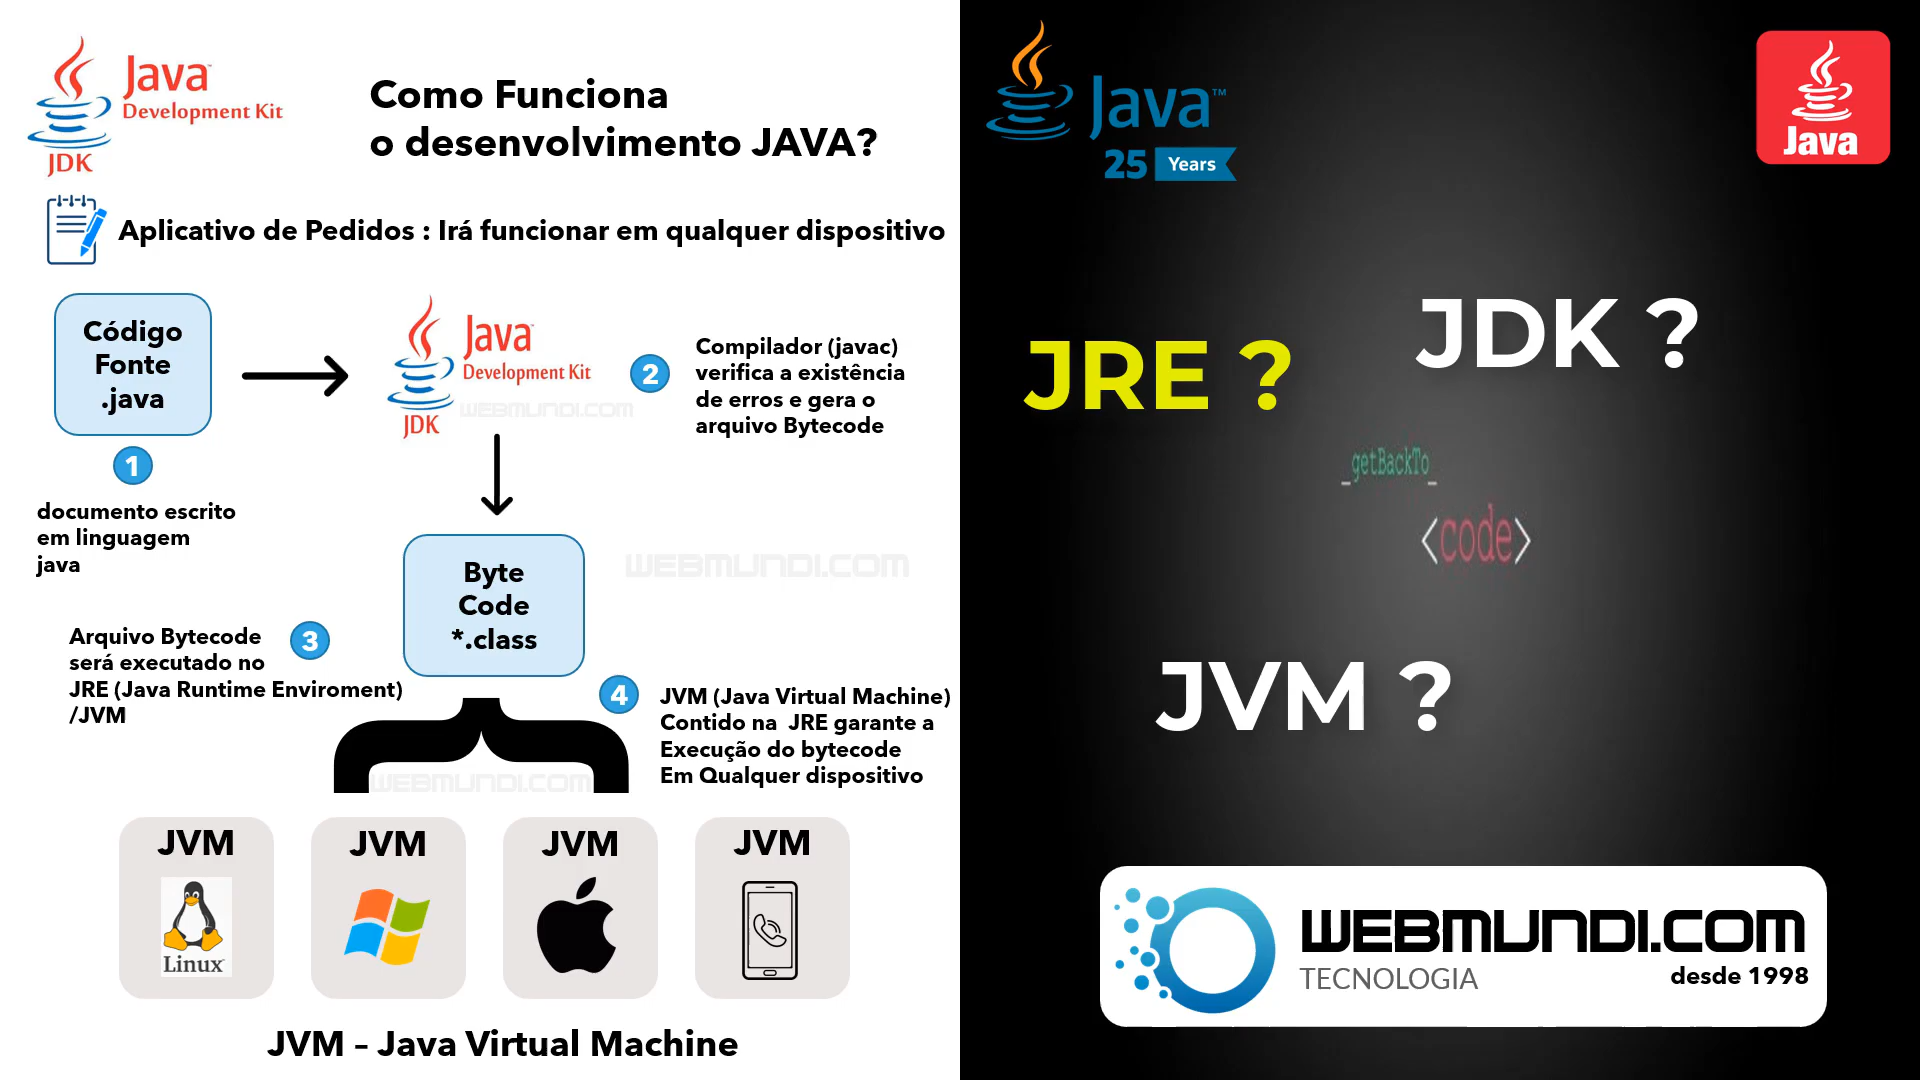 Java™
Development Kit
JDK
Como Funciona
o desenvolvimento JAVA?
Aplicativo de Pedidos : Irá funcionar em qualquer dispositivo
Código
Fonte
.java
1
documento escrito
em linguagem
java
Java™
Development Kit
JDK
WEBMUNDI.COM
2
Compilador (javac)
verifica a existência
de erros e gera o
arquivo Bytecode
Byte
Code
*.class
WEBMUNDI.COM
3
Arquivo Bytecode
será executado no
JRE (Java Runtime Enviroment)
/JVM
4
JVM (Java Virtual Machine)
Contido na JRE garante a
Execução do bytecode
Em Qualquer dispositivo
WEBMUNDI.COM
JVM
Linux
JVM
JVM
JVM
JVM – Java Virtual Machine
Java™
25 Years
Java
JRE ?
JDK ?
_getBackTo_
<code>
JVM ?
WEBMUNDI.COM
TECNOLOGIA
desde 1998